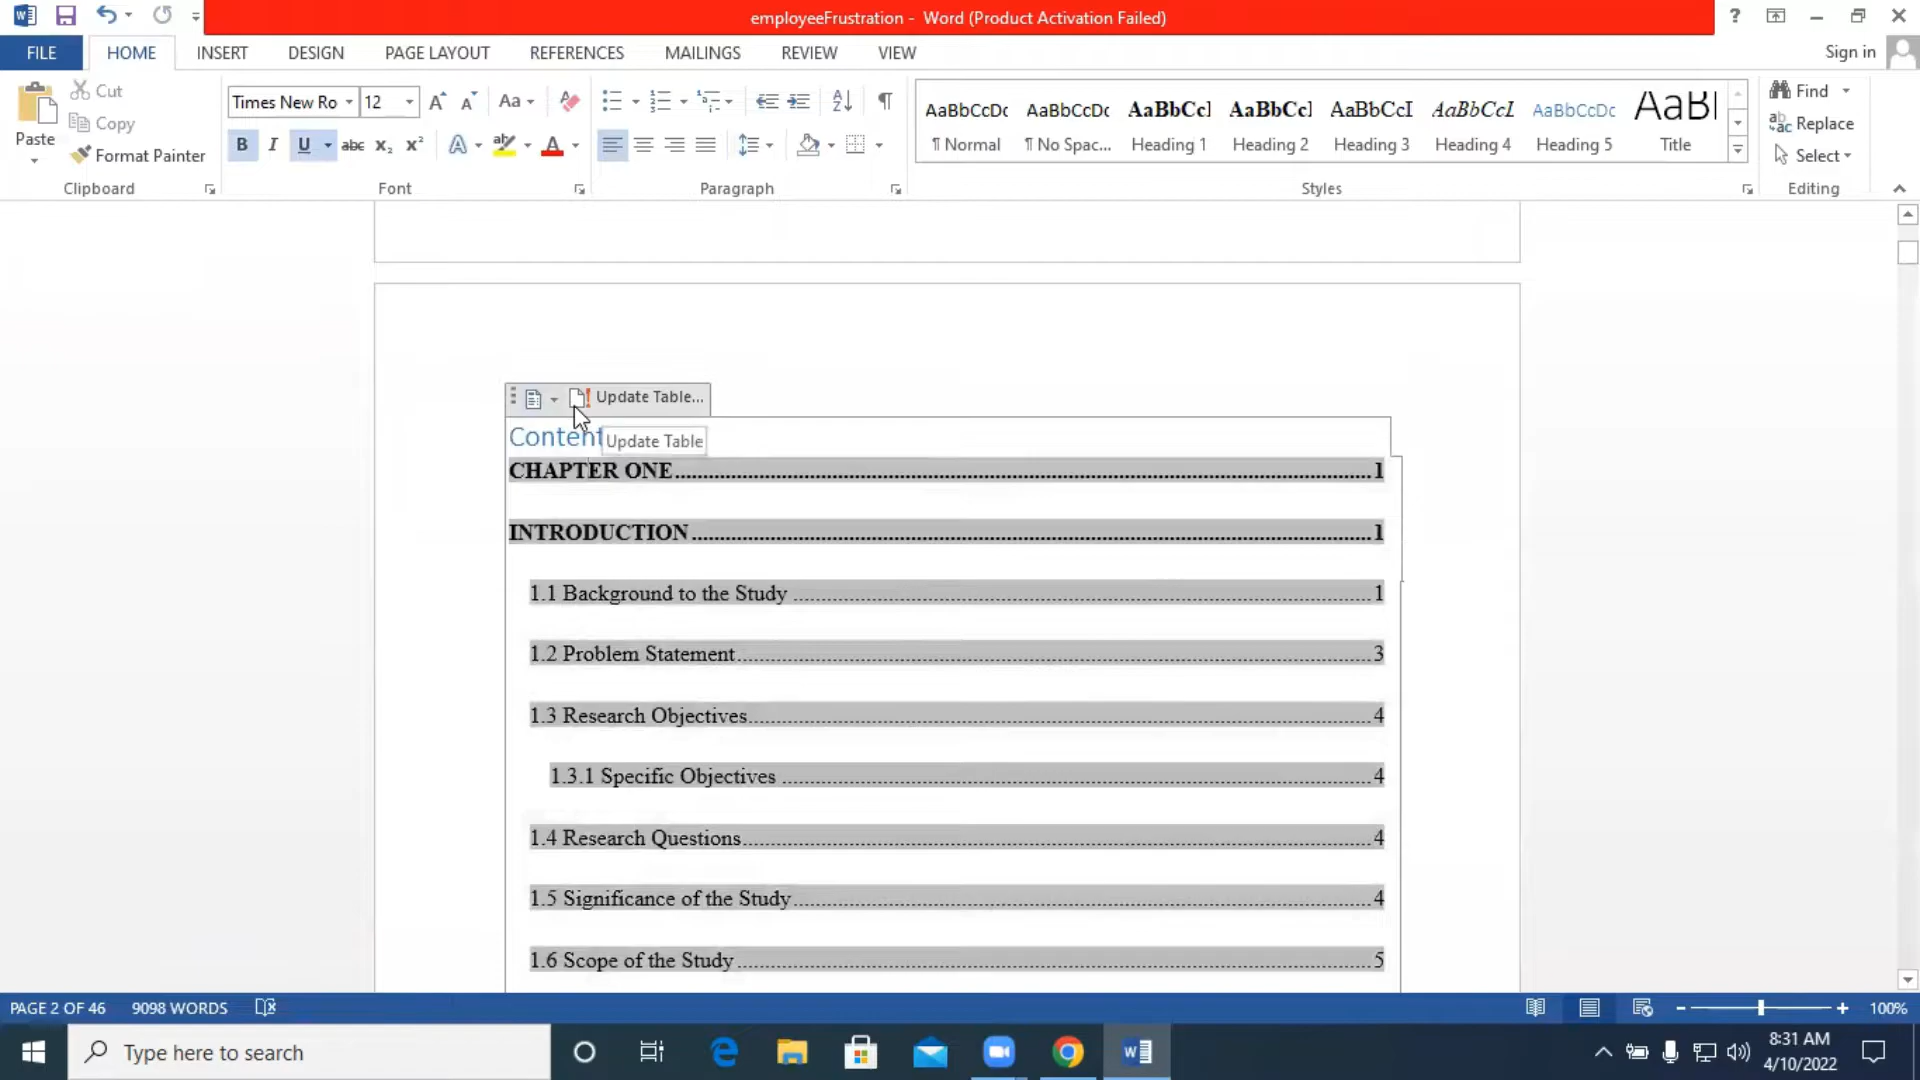 employeeFrustration - Word (Product Activation Failed)
FILE HOME INSERT DESIGN PAGE LAYOUT REFERENCES MAILINGS REVIEW VIEW Sign in
Paste
Cut
Copy
Format Painter
Clipboard
Times New Ro 12
Aa
B I U abc x₂ x²
A A
Font
Paragraph
AaBbCcDc AaBbCcDc AaBbCcI AaBbCcI AaBbCcI AaBbCcI AaBbCcDc AaBl
¶ Normal ¶ No Spac... Heading 1 Heading 2 Heading 3 Heading 4 Heading 5 Title
Styles
Find
Replace
Select
Editing
Update Table...
Content
Update Table
CHAPTER ONE 1
INTRODUCTION 1
1.1 Background to the Study 1
1.2 Problem Statement 3
1.3 Research Objectives 4
1.3.1 Specific Objectives 4
1.4 Research Questions 4
1.5 Significance of the Study 4
1.6 Scope of the Study 5
PAGE 2 OF 46 9098 WORDS 100%
Type here to search
8:31 AM
4/10/2022